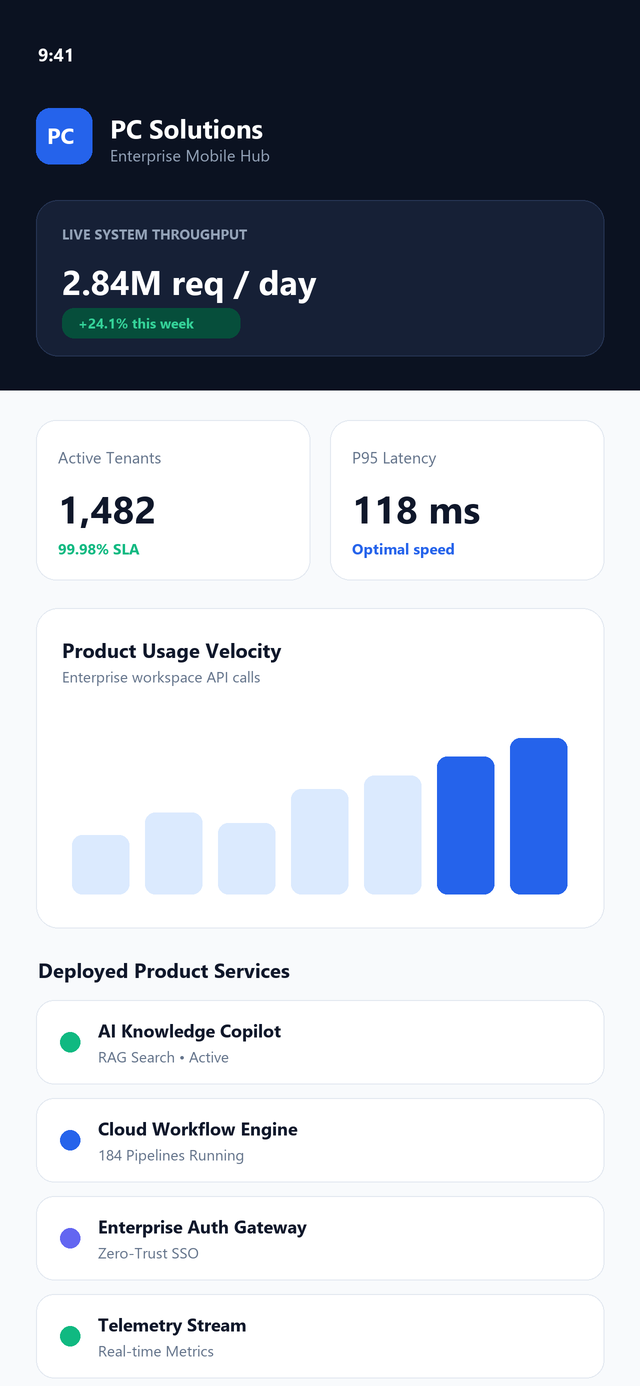 9:41
PC
PC Solutions
Enterprise Mobile Hub
LIVE SYSTEM THROUGHPUT
2.84M req / day
+24.1% this week
Active Tenants
1,482
99.98% SLA
P95 Latency
118 ms
Optimal speed
Product Usage Velocity
Enterprise workspace API calls
Deployed Product Services
AI Knowledge Copilot
RAG Search • Active
Cloud Workflow Engine
184 Pipelines Running
Enterprise Auth Gateway
Zero-Trust SSO
Telemetry Stream
Real-time Metrics